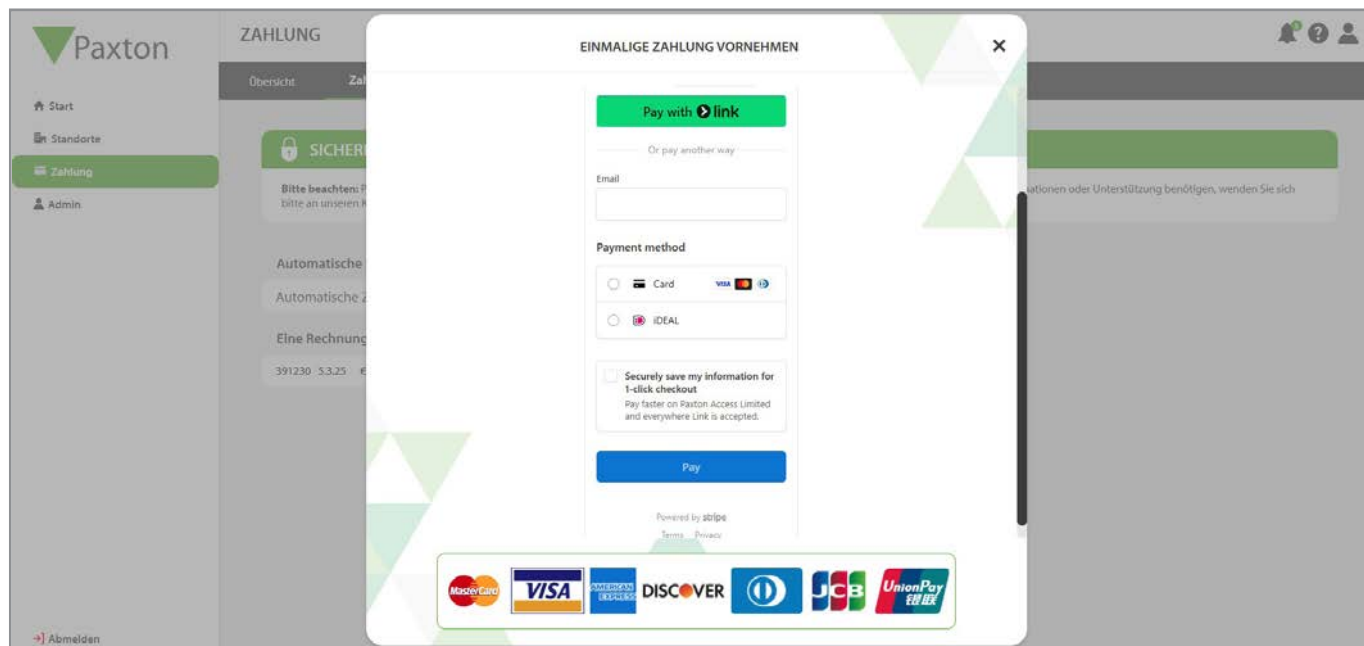 Paxton
Start
Standorte
Zahlung
Admin
Abmelden
ZAHLUNG
Übersicht
SICHER
Bitte beachten:
bitte an unseren
ationen oder Unterstützung benötigen, wenden Sie sich
Automatische
Automatische
Eine Rechnung
391230 5.3.25 €
EINMALIGE ZAHLUNG VORNEHMEN
Pay with link
Or pay another way
Email
Payment method
Card VISA
iDEAL
Securely save my information for
1-click checkout
Pay faster on Paxton Access Limited
and everywhere Link is accepted.
Pay
Powered by stripe
Terms Privacy
MasterCard VISA AMERICAN EXPRESS DISCOVER JCB UnionPay 银联